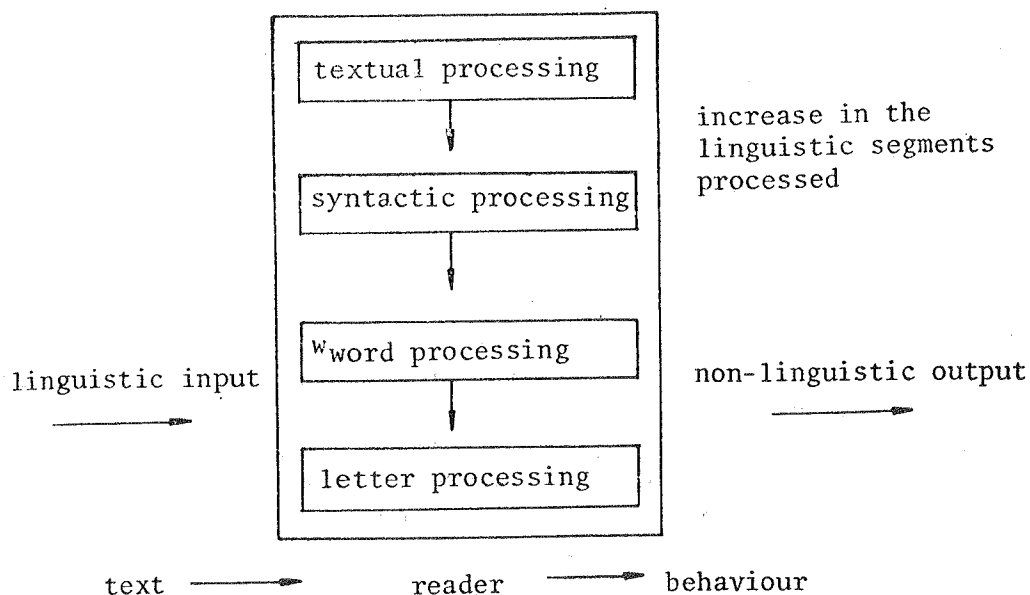 textual processing
increase in the
linguistic segments
processed
syntactic processing
wword processing
linguistic input
non-linguistic output
letter processing
text
reader
behaviour